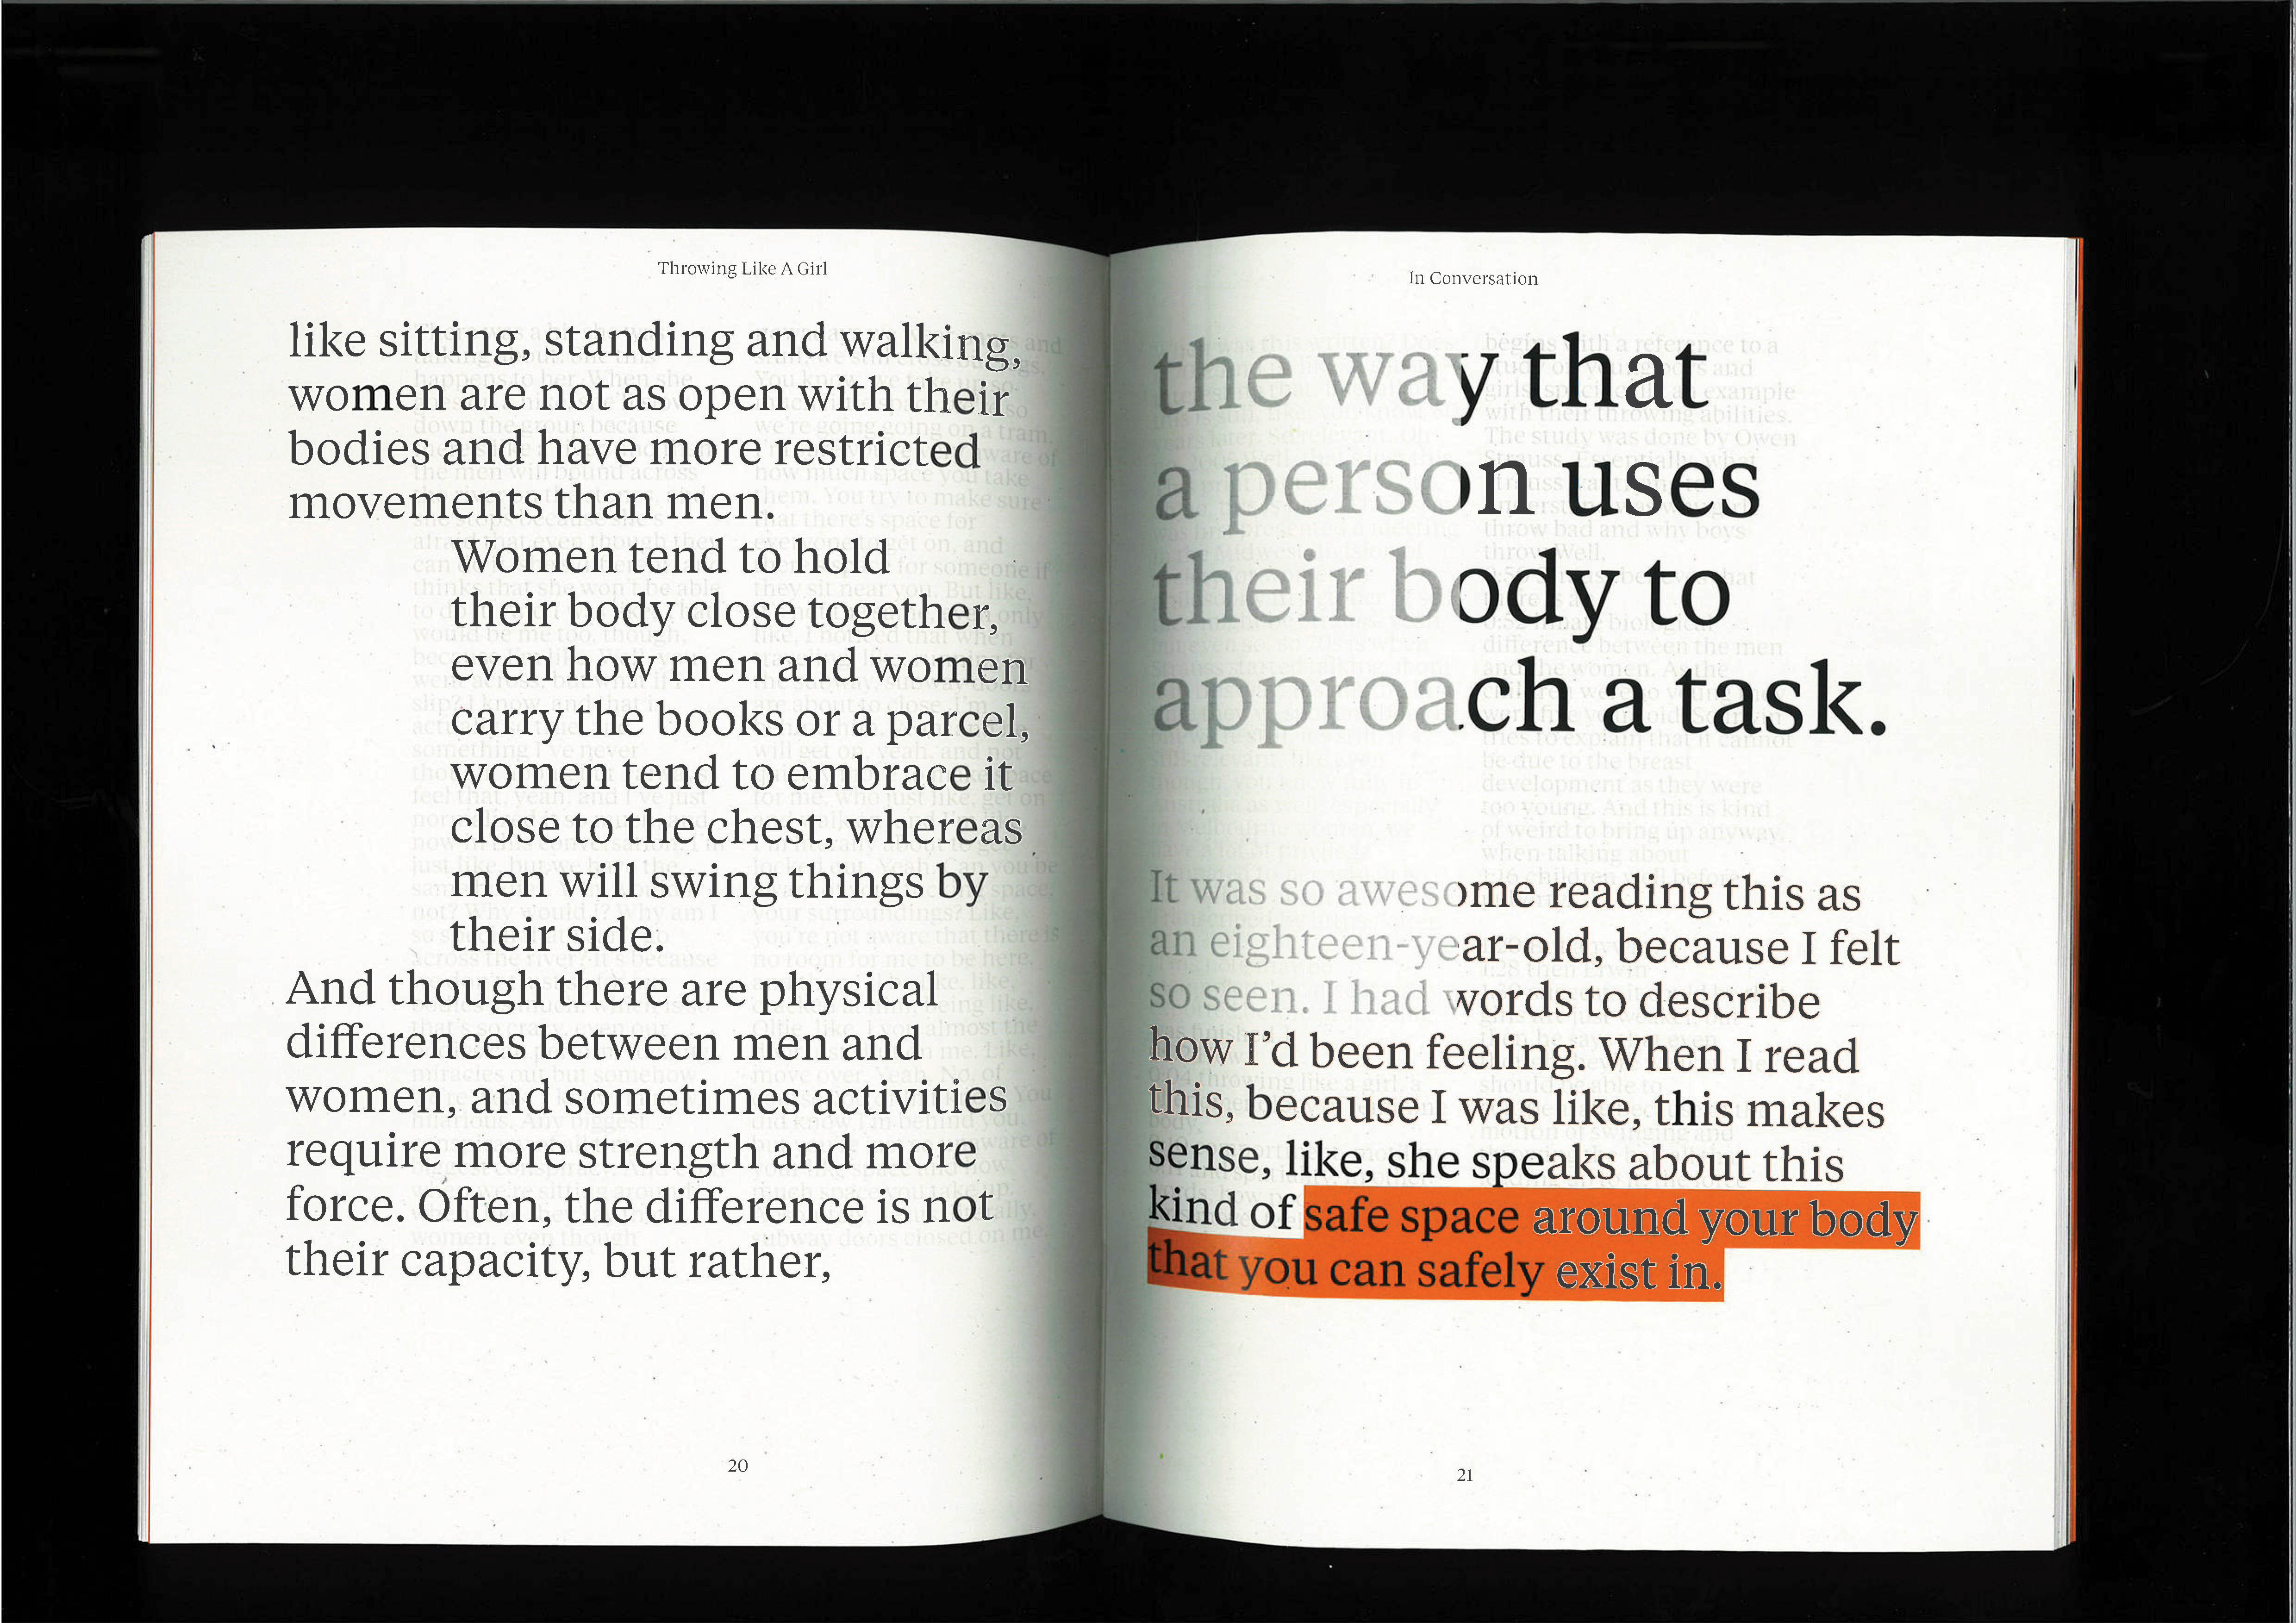 Throwing Like A Girl
like sitting, standing and walking,
women are not as open with their
bodies and have more restricted
movements than men.
Women tend to hold
their body close together,
even how men and women
carry the books or a parcel,
women tend to embrace it
close to the chest, whereas
men will swing things by
their side.
And though there are physical
differences between men and
women, and sometimes activities
require more strength and more
force. Often, the difference is not
their capacity, but rather,
20
In Conversation
the way that
a person uses
their body to
approach a task.
It was so awesome reading this as
an eighteen-year-old, because I felt
so seen. I had words to describe
how I’d been feeling. When I read
this, because I was like, this makes
sense, like, she speaks about this
kind of safe space around your body
that you can safely exist in.
21